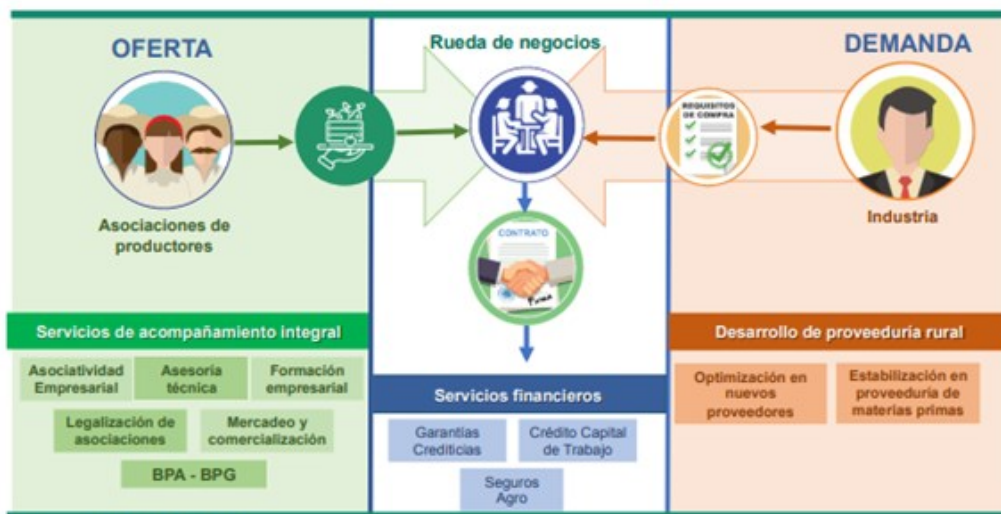 OFERTA
Asociaciones de
productores
Rueda de negocios
CONTRATO
Firma
REQUISITOS
DE COMPRA
DEMANDA
Industria
Servicios de acompañamiento integral
Asociatividad
Empresarial
Asesoría
técnica
Formación
empresarial
Legalización de
asociaciones
Mercadeo y
comercialización
BPA - BPG
Servicios financieros
Garantías
Crediticias
Crédito Capital
de Trabajo
Seguros
Agro
Desarrollo de proveeduría rural
Optimización en
nuevos
proveedores
Estabilización en
proveeduría de
materias primas